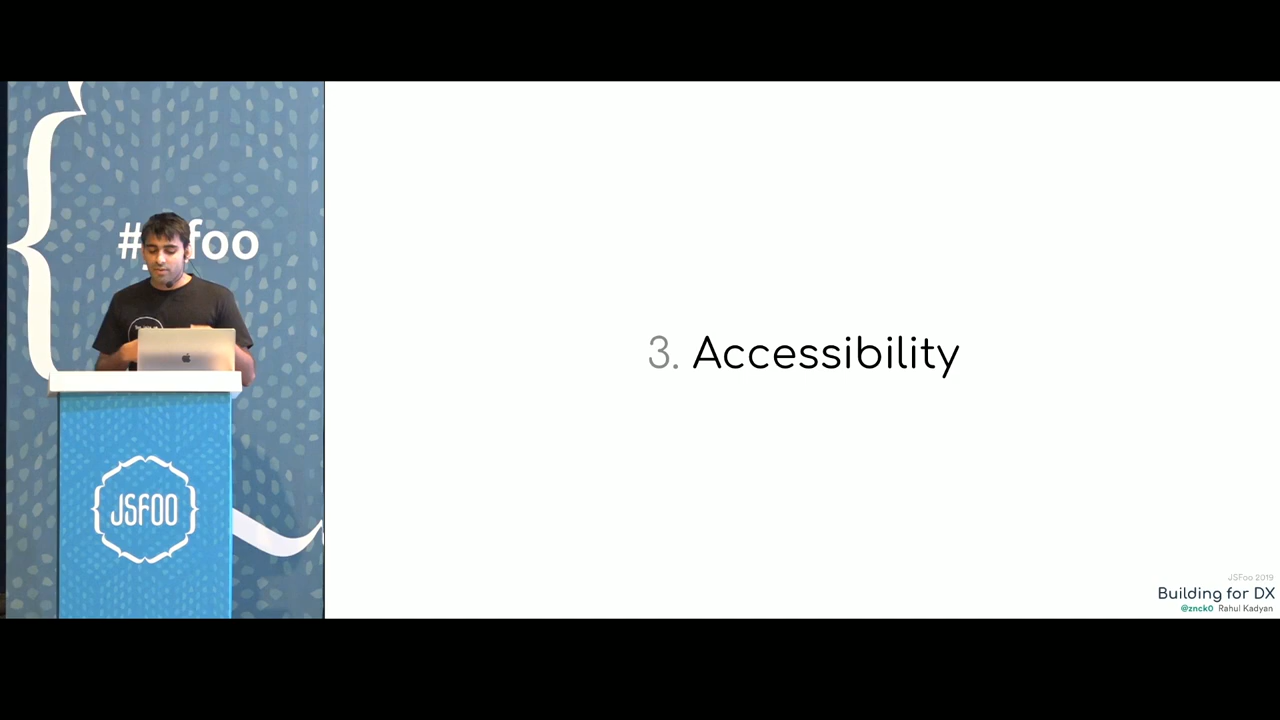 #jsfoo
JSFOO
3. Accessibility
JSFoo 2019
Building for DX
@znck0 Rahul Kadyan